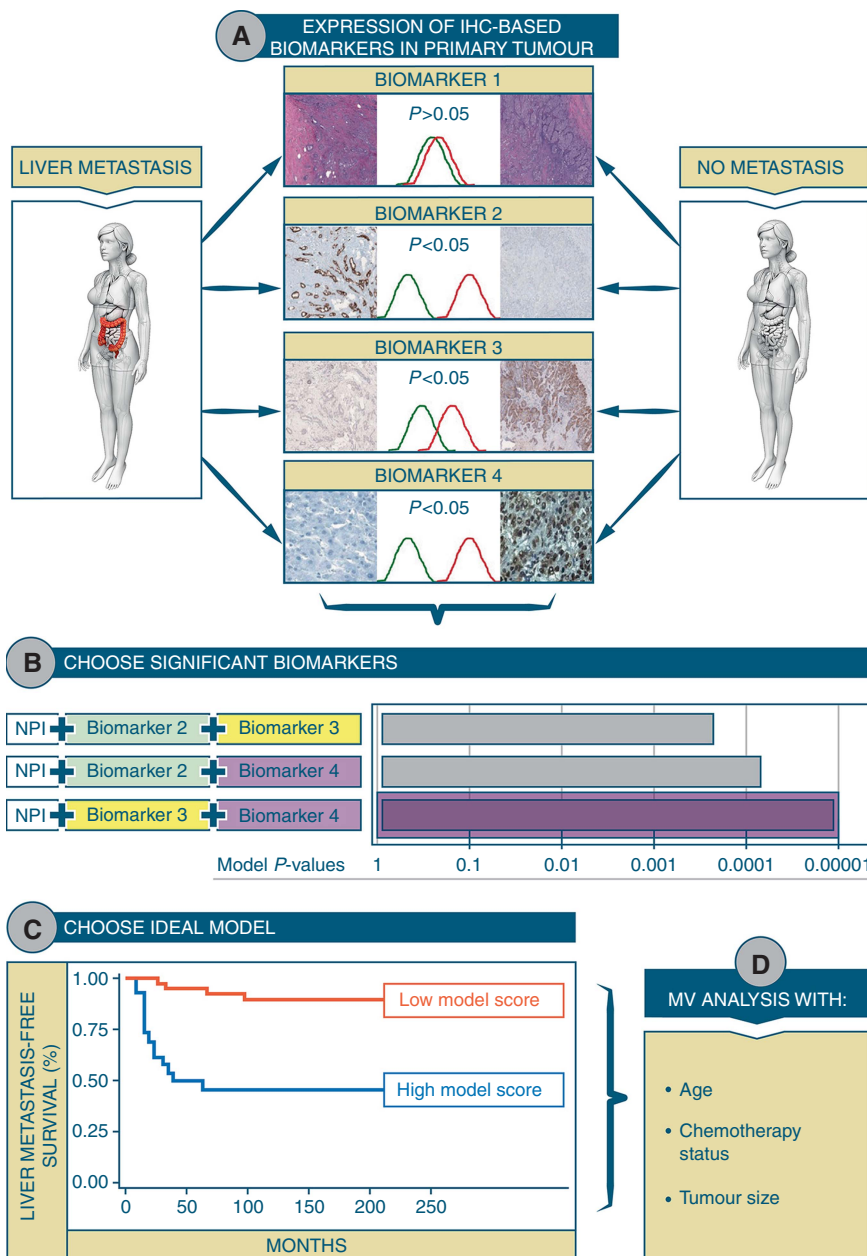 A
EXPRESSION OF IHC-BASED
BIOMARKERS IN PRIMARY TUMOUR
LIVER METASTASIS
NO METASTASIS
BIOMARKER 1
P>0.05
BIOMARKER 2
P<0.05
BIOMARKER 3
P<0.05
BIOMARKER 4
P<0.05
B
CHOOSE SIGNIFICANT BIOMARKERS
NPI + Biomarker 2 + Biomarker 3
NPI + Biomarker 2 + Biomarker 4
NPI + Biomarker 3 + Biomarker 4
Model P-values 1 0.1 0.01 0.001 0.0001 0.00001
C
CHOOSE IDEAL MODEL
LIVER METASTASIS-FREE
SURVIVAL (%)
1.00
0.75
0.50
0.25
0.00
Low model score
High model score
0 50 100 150 200 250
MONTHS
D
MV ANALYSIS WITH:
• Age
• Chemotherapy
status
• Tumour size